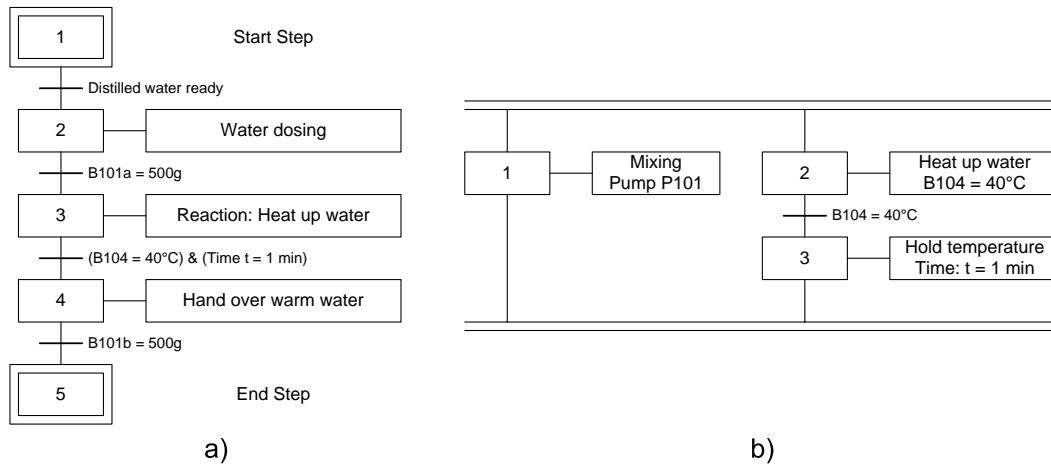 1
Start Step
Distilled water ready
2
Water dosing
B101a = 500g
3
Reaction: Heat up water
(B104 = 40°C) & (Time t = 1 min)
4
Hand over warm water
B101b = 500g
5
End Step
a)
1
Mixing
Pump P101
2
Heat up water
B104 = 40°C
B104 = 40°C
3
Hold temperature
Time: t = 1 min
b)